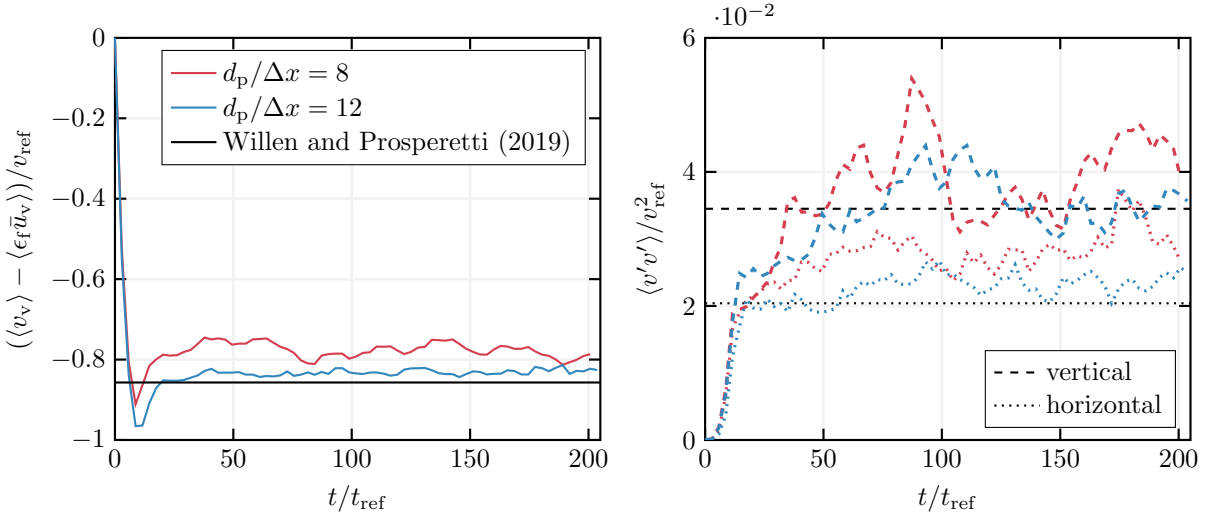 0
−0.2
−0.4
−0.6
−0.8
−1
(⟨v_v⟩ − ⟨ϵ_f ū_v⟩)/v_ref
0 50 100 150 200
t/t_ref
d_p/Δx = 8
d_p/Δx = 12
Willen and Prosperetti (2019)
·10⁻²
6
4
2
0
⟨v′v′⟩/v²_ref
0 50 100 150 200
t/t_ref
vertical
horizontal